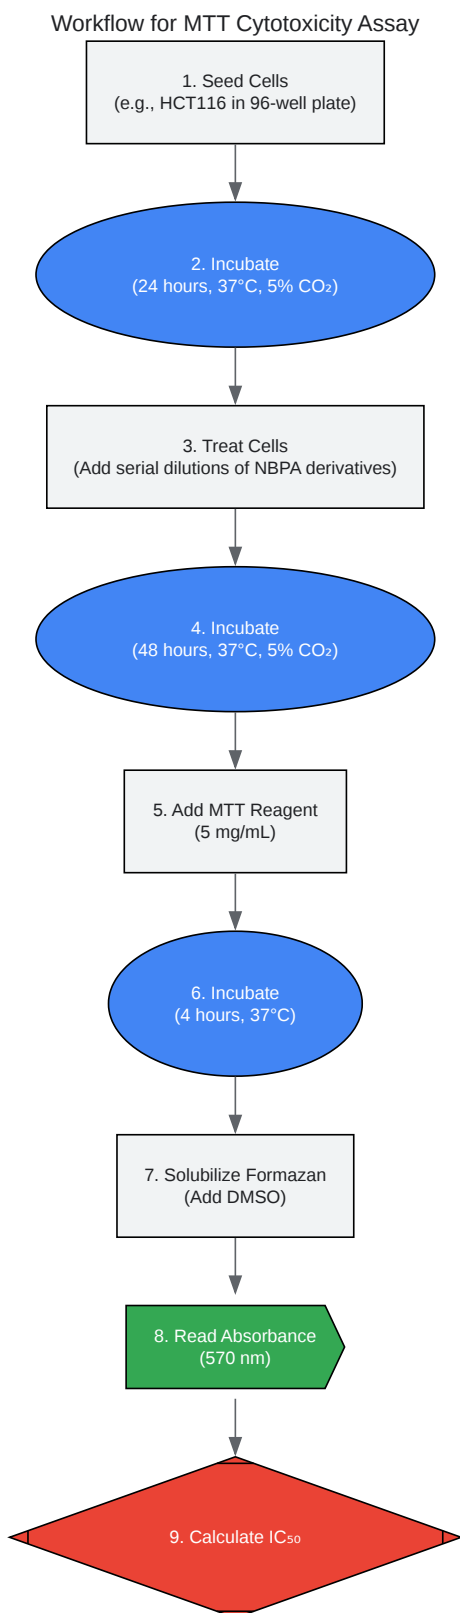 Workflow for MTT Cytotoxicity Assay
1. Seed Cells
(e.g., HCT116 in 96-well plate)
2. Incubate
(24 hours, 37°C, 5% CO₂)
3. Treat Cells
(Add serial dilutions of NBPA derivatives)
4. Incubate
(48 hours, 37°C, 5% CO₂)
5. Add MTT Reagent
(5 mg/mL)
6. Incubate
(4 hours, 37°C)
7. Solubilize Formazan
(Add DMSO)
8. Read Absorbance
(570 nm)
9. Calculate IC₅₀